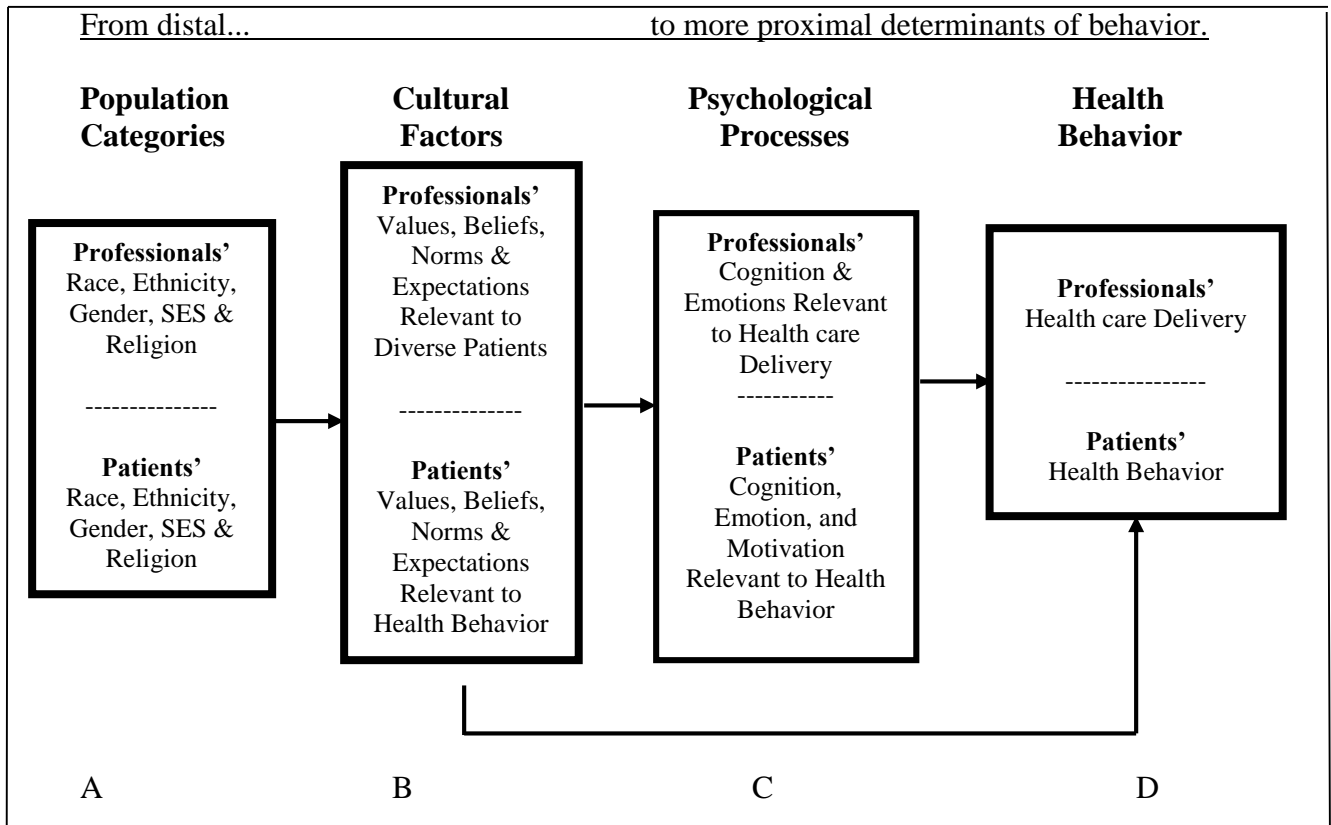 From distal... to more proximal determinants of behavior.
Population
Categories
Cultural
Factors
Psychological
Processes
Health
Behavior
Professionals’
Race, Ethnicity,
Gender, SES &
Religion
----------------
Patients’
Race, Ethnicity,
Gender, SES &
Religion
Professionals’
Values, Beliefs,
Norms &
Expectations
Relevant to
Diverse Patients
--------------
Patients’
Values, Beliefs,
Norms &
Expectations
Relevant to
Health Behavior
Professionals’
Cognition &
Emotions Relevant
to Health care
Delivery
-----------
Patients’
Cognition,
Emotion, and
Motivation
Relevant to Health
Behavior
Professionals’
Health care Delivery
----------------
Patients’
Health Behavior
A B C D